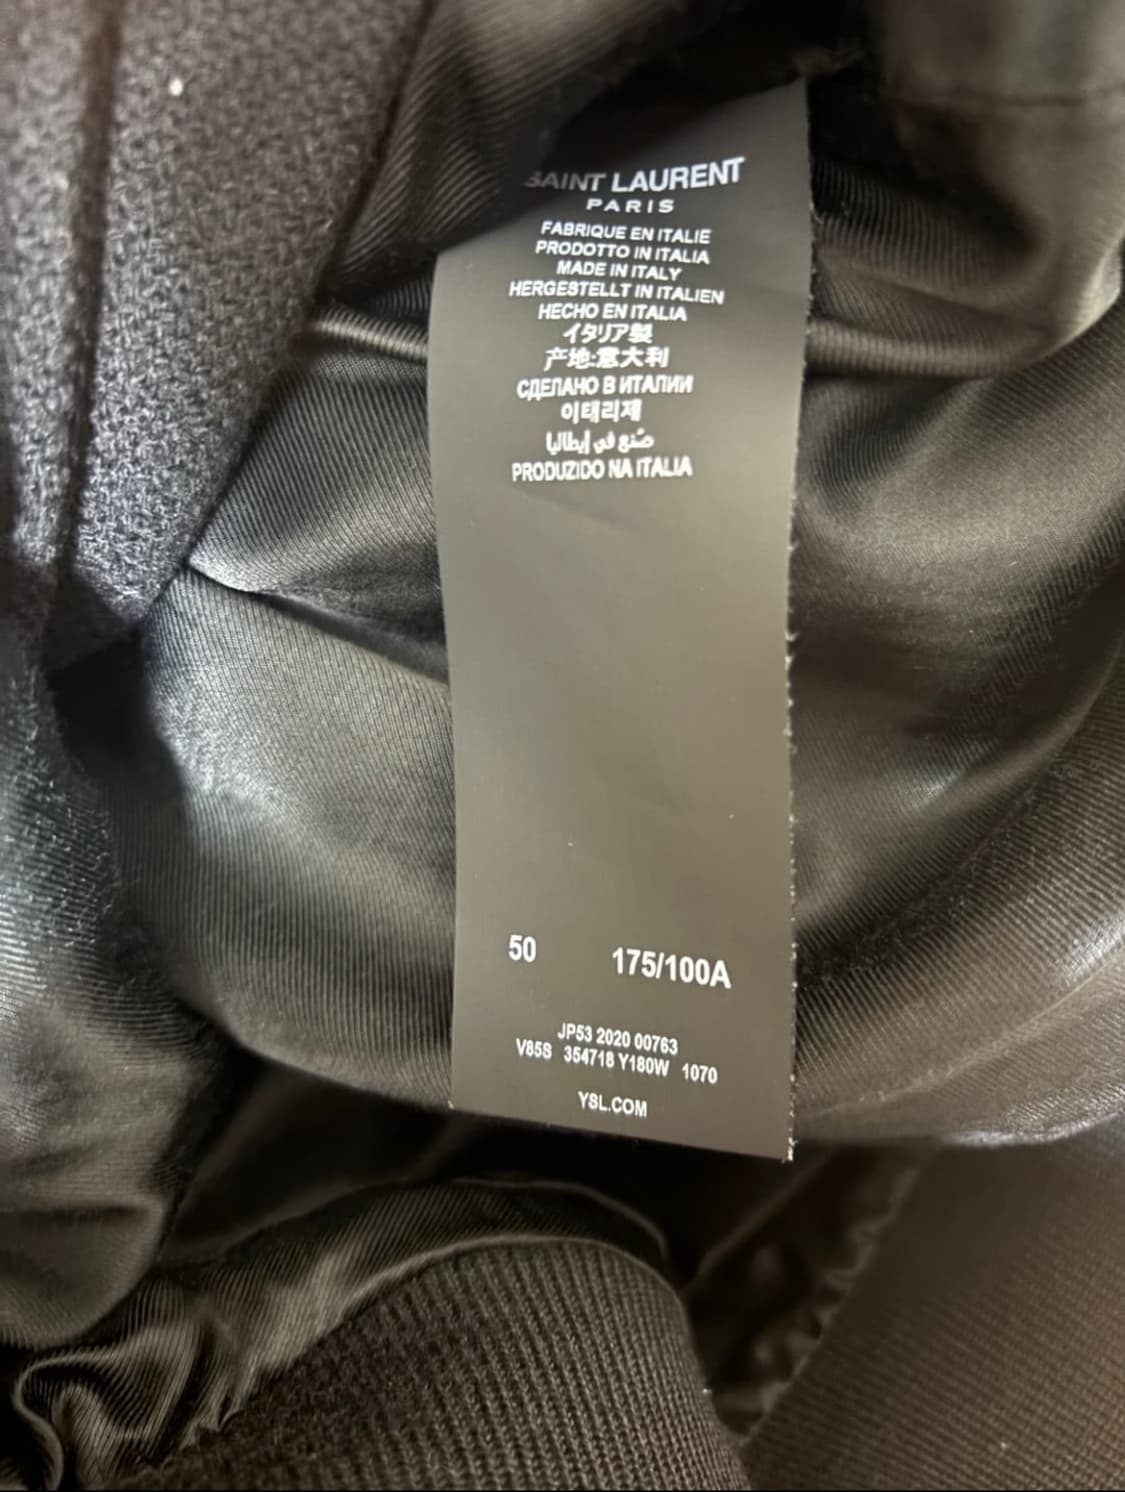 SAINT LAURENT
PARIS
FABRIQUE EN ITALIE
PRODOTTO IN ITALIA
MADE IN ITALY
HERGESTELLT IN ITALIEN
HECHO EN ITALIA
イタリア製
产地:意大利
СДЕЛАНО В ИТАЛИИ
이태리제
صُنع في إيطاليا
PRODUZIDO NA ITALIA
50 175/100A
JP53 2020 00763
V85S 354718 Y180W 1070
YSL.COM